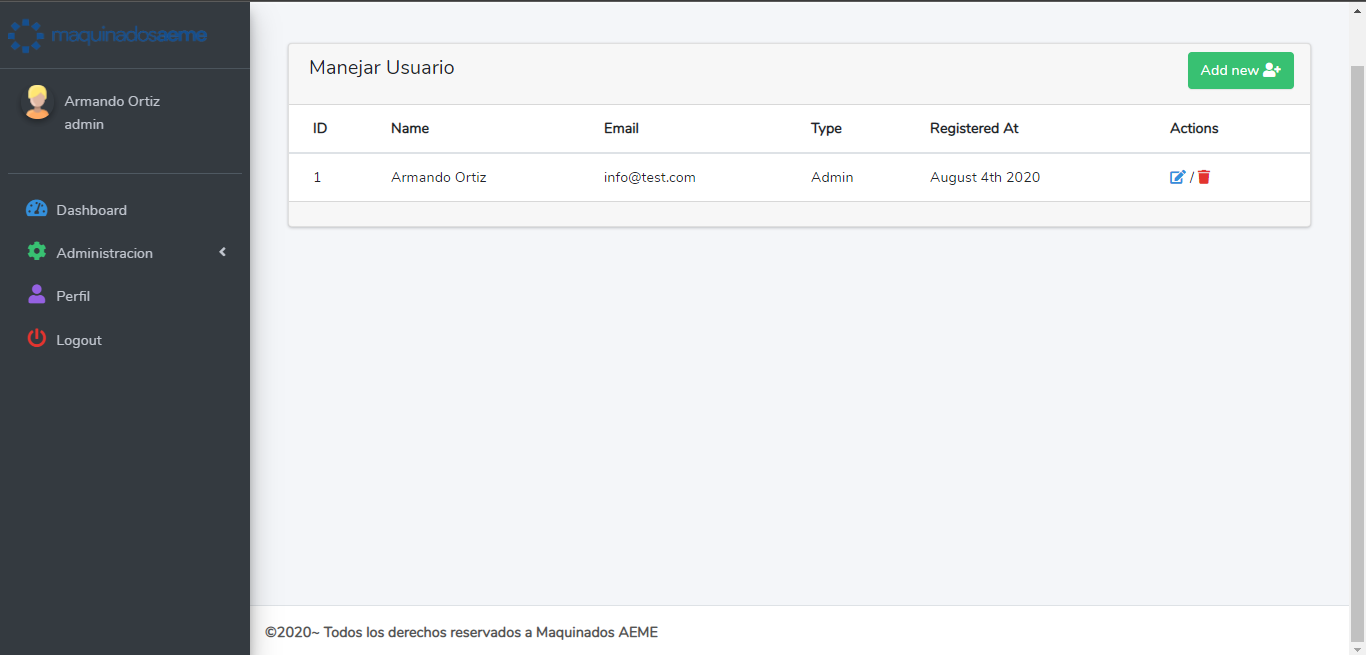 maquinadosaeme
Armando Ortiz
admin
Dashboard
Administracion
Perfil
Logout
Manejar Usuario
Add new
ID Name Email Type Registered At Actions
1 Armando Ortiz info@test.com Admin August 4th 2020 /
©2020~ Todos los derechos reservados a Maquinados AEME